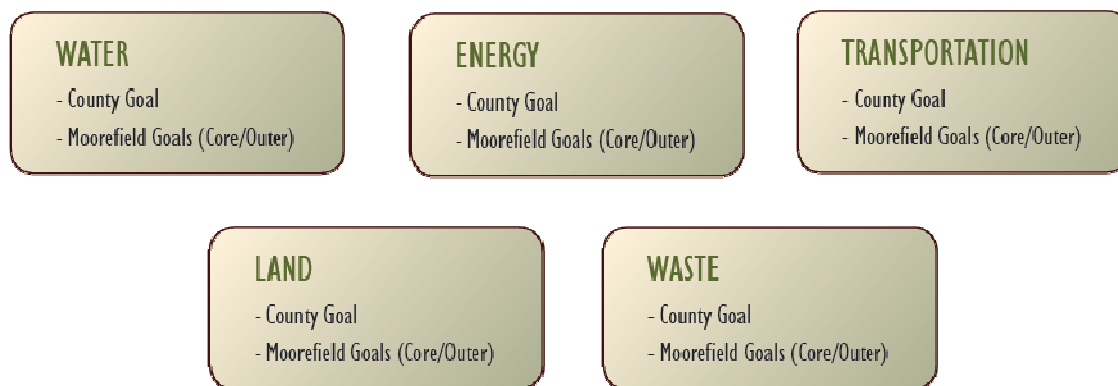 WATER
- County Goal
- Moorefield Goals (Core/Outer)
ENERGY
- County Goal
- Moorefield Goals (Core/Outer)
TRANSPORTATION
- County Goal
- Moorefield Goals (Core/Outer)
LAND
- County Goal
- Moorefield Goals (Core/Outer)
WASTE
- County Goal
- Moorefield Goals (Core/Outer)